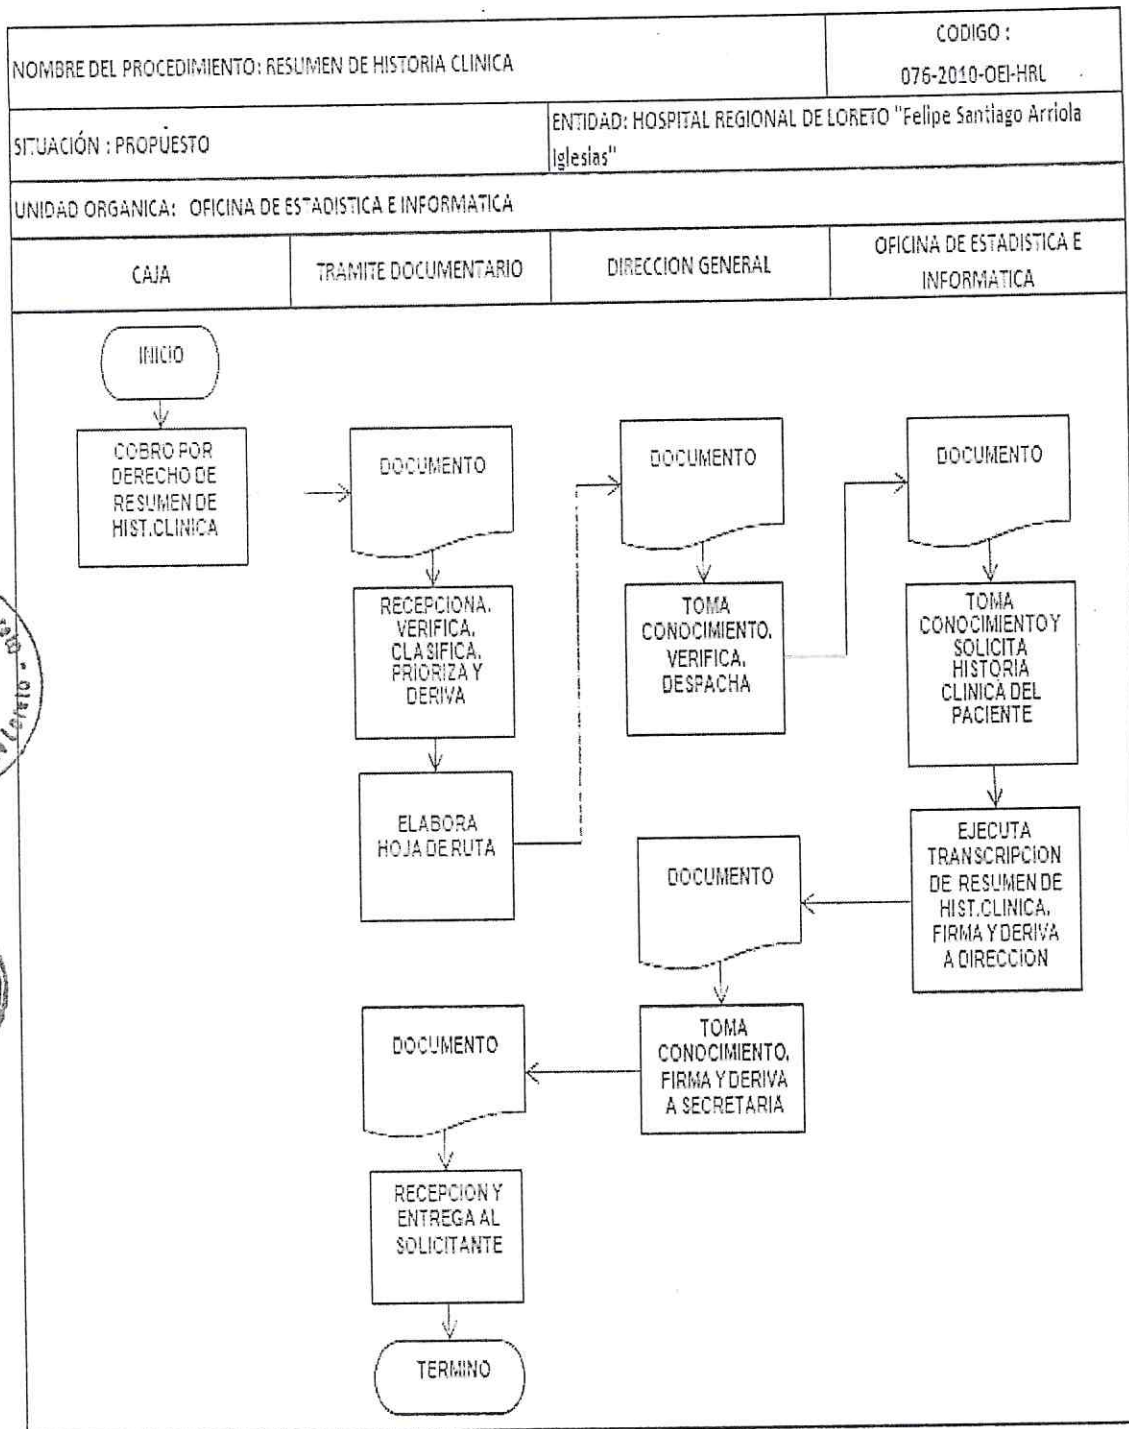 NOMBRE DEL PROCEDIMIENTO: RESUMEN DE HISTORIA CLINICA
CODIGO :
076-2010-OEI-HRL
SITUACIÓN : PROPUESTO
ENTIDAD: HOSPITAL REGIONAL DE LORETO "Felipe Santiago Arriola
Iglesias"
UNIDAD ORGANICA: OFICINA DE ESTADISTICA E INFORMATICA
CAJA
TRAMITE DOCUMENTARIO
DIRECCION GENERAL
OFICINA DE ESTADISTICA E
INFORMATICA
INICIO
COBRO POR
DERECHO DE
RESUMEN DE
HIST.CLINICA
DOCUMENTO
RECEPCIONA,
VERIFICA,
CLASIFICA,
PRIORIZA Y
DERIVA
ELABORA
HOJA DE RUTA
DOCUMENTO
TOMA
CONOCIMIENTO,
VERIFICA,
DESPACHA
DOCUMENTO
TOMA
CONOCIMIENTO Y
SOLICITA
HISTORIA
CLINICA DEL
PACIENTE
EJECUTA
TRANSCRIPCION
DE RESUMEN DE
HIST.CLINICA,
FIRMA Y DERIVA
A DIRECCION
DOCUMENTO
TOMA
CONOCIMIENTO,
FIRMA Y DERIVA
A SECRETARIA
DOCUMENTO
RECEPCION Y
ENTREGA AL
SOLICITANTE
TERMINO